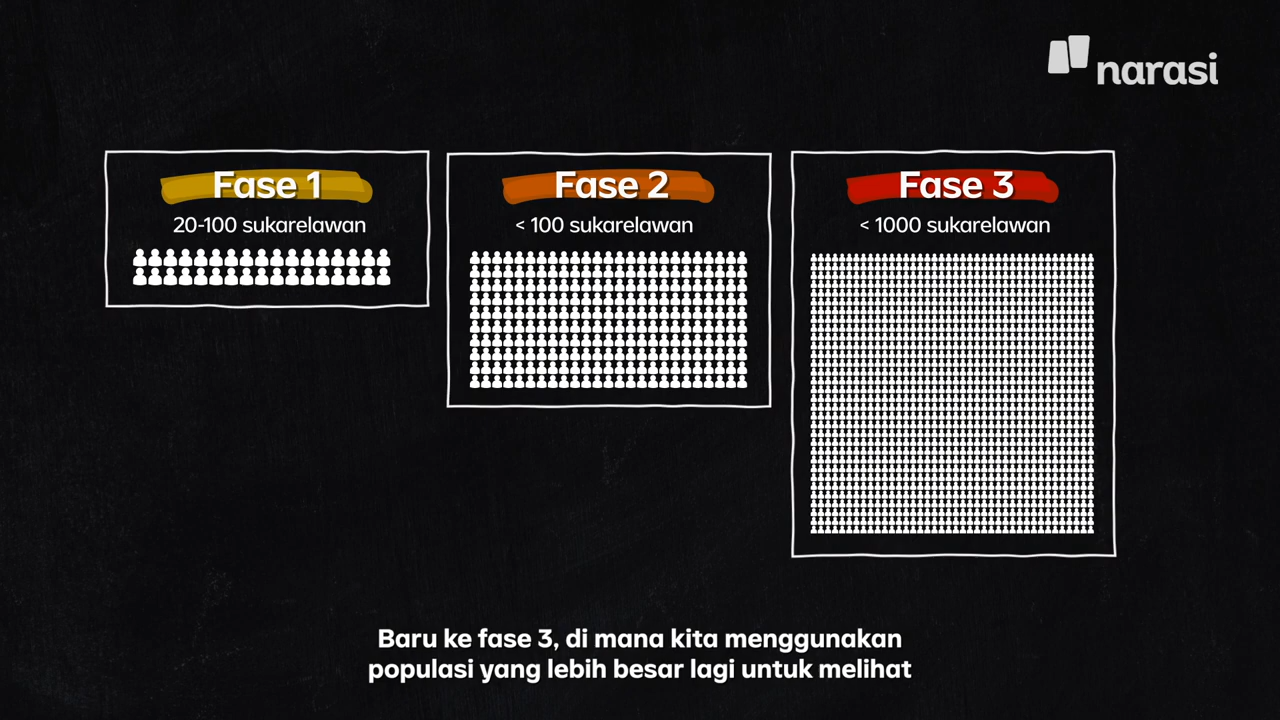 narasi
Fase 1
20-100 sukarelawan
Fase 2
< 100 sukarelawan
Fase 3
< 1000 sukarelawan
Baru ke fase 3, di mana kita menggunakan
populasi yang lebih besar lagi untuk melihat